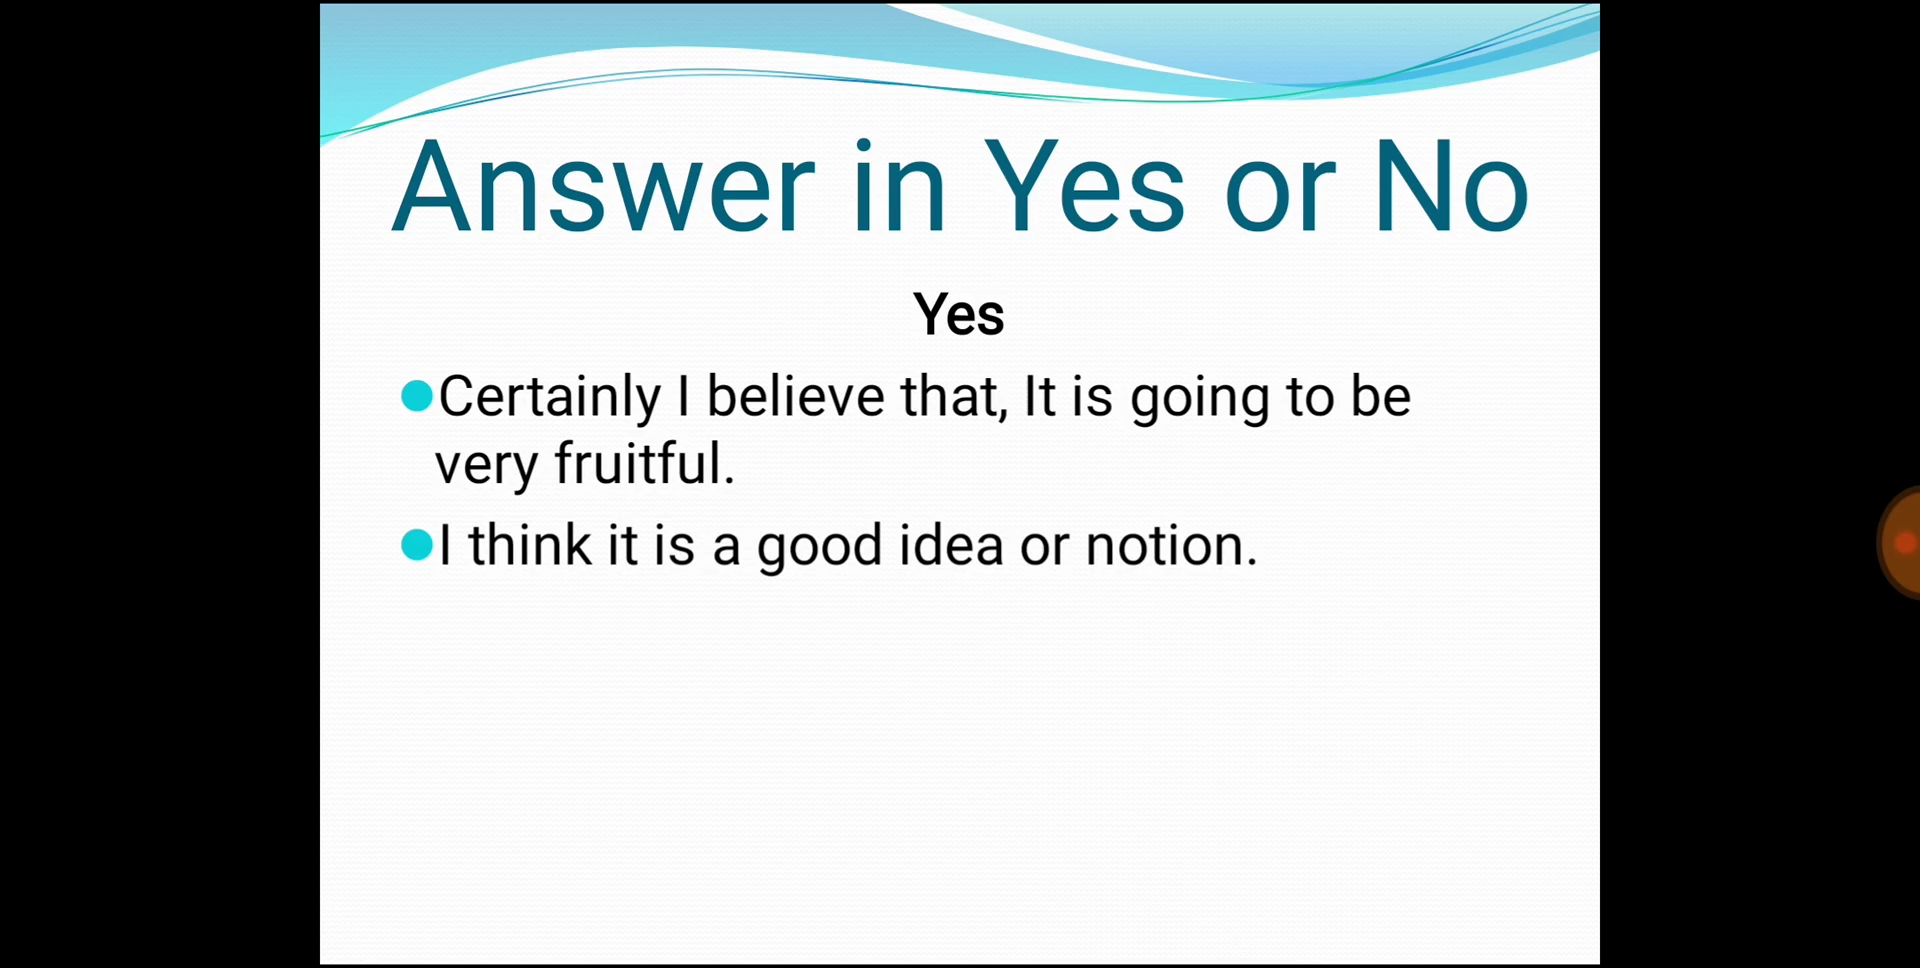 Answer in Yes or No
Yes
Certainly I believe that, It is going to be
very fruitful.
I think it is a good idea or notion.